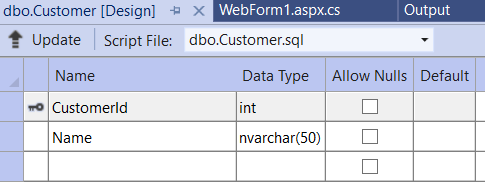 dbo.Customer [Design] WebForm1.aspx.cs Output
Update Script File: dbo.Customer.sql
Name Data Type Allow Nulls Default
CustomerId int
Name nvarchar(50)